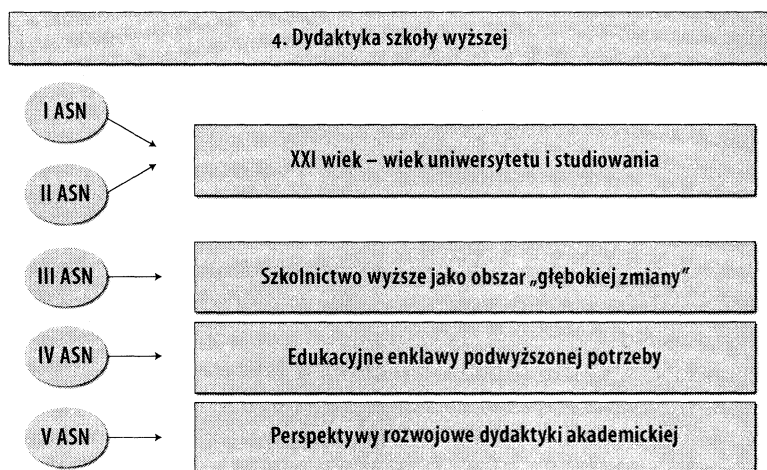 4. Dydaktyka szkoły wyższej
I ASN
II ASN
XXI wiek – wiek uniwersytetu i studiowania
III ASN
Szkolnictwo wyższe jako obszar „głębokiej zmiany”
IV ASN
Edukacyjne enklawy podwyższonej potrzeby
V ASN
Perspektywy rozwojowe dydaktyki akademickiej